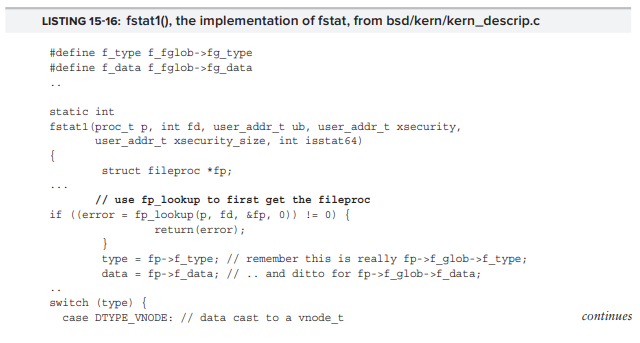 LISTING 15-16: fstat1(), the implementation of fstat, from bsd/kern/kern_descrip.c
#define f_type f_fglob->fg_type
#define f_data f_fglob->fg_data
..
static int
fstat1(proc_t p, int fd, user_addr_t ub, user_addr_t xsecurity,
user_addr_t xsecurity_size, int isstat64)
{
struct fileproc *fp;
...
// use fp_lookup to first get the fileproc
if ((error = fp_lookup(p, fd, &fp, 0)) != 0) {
return(error);
}
type = fp->f_type; // remember this is really fp->f_glob->f_type;
data = fp->f_data; // .. and ditto for fp->f_glob->f_data;
..
switch (type) {
case DTYPE_VNODE: // data cast to a vnode_t
continues